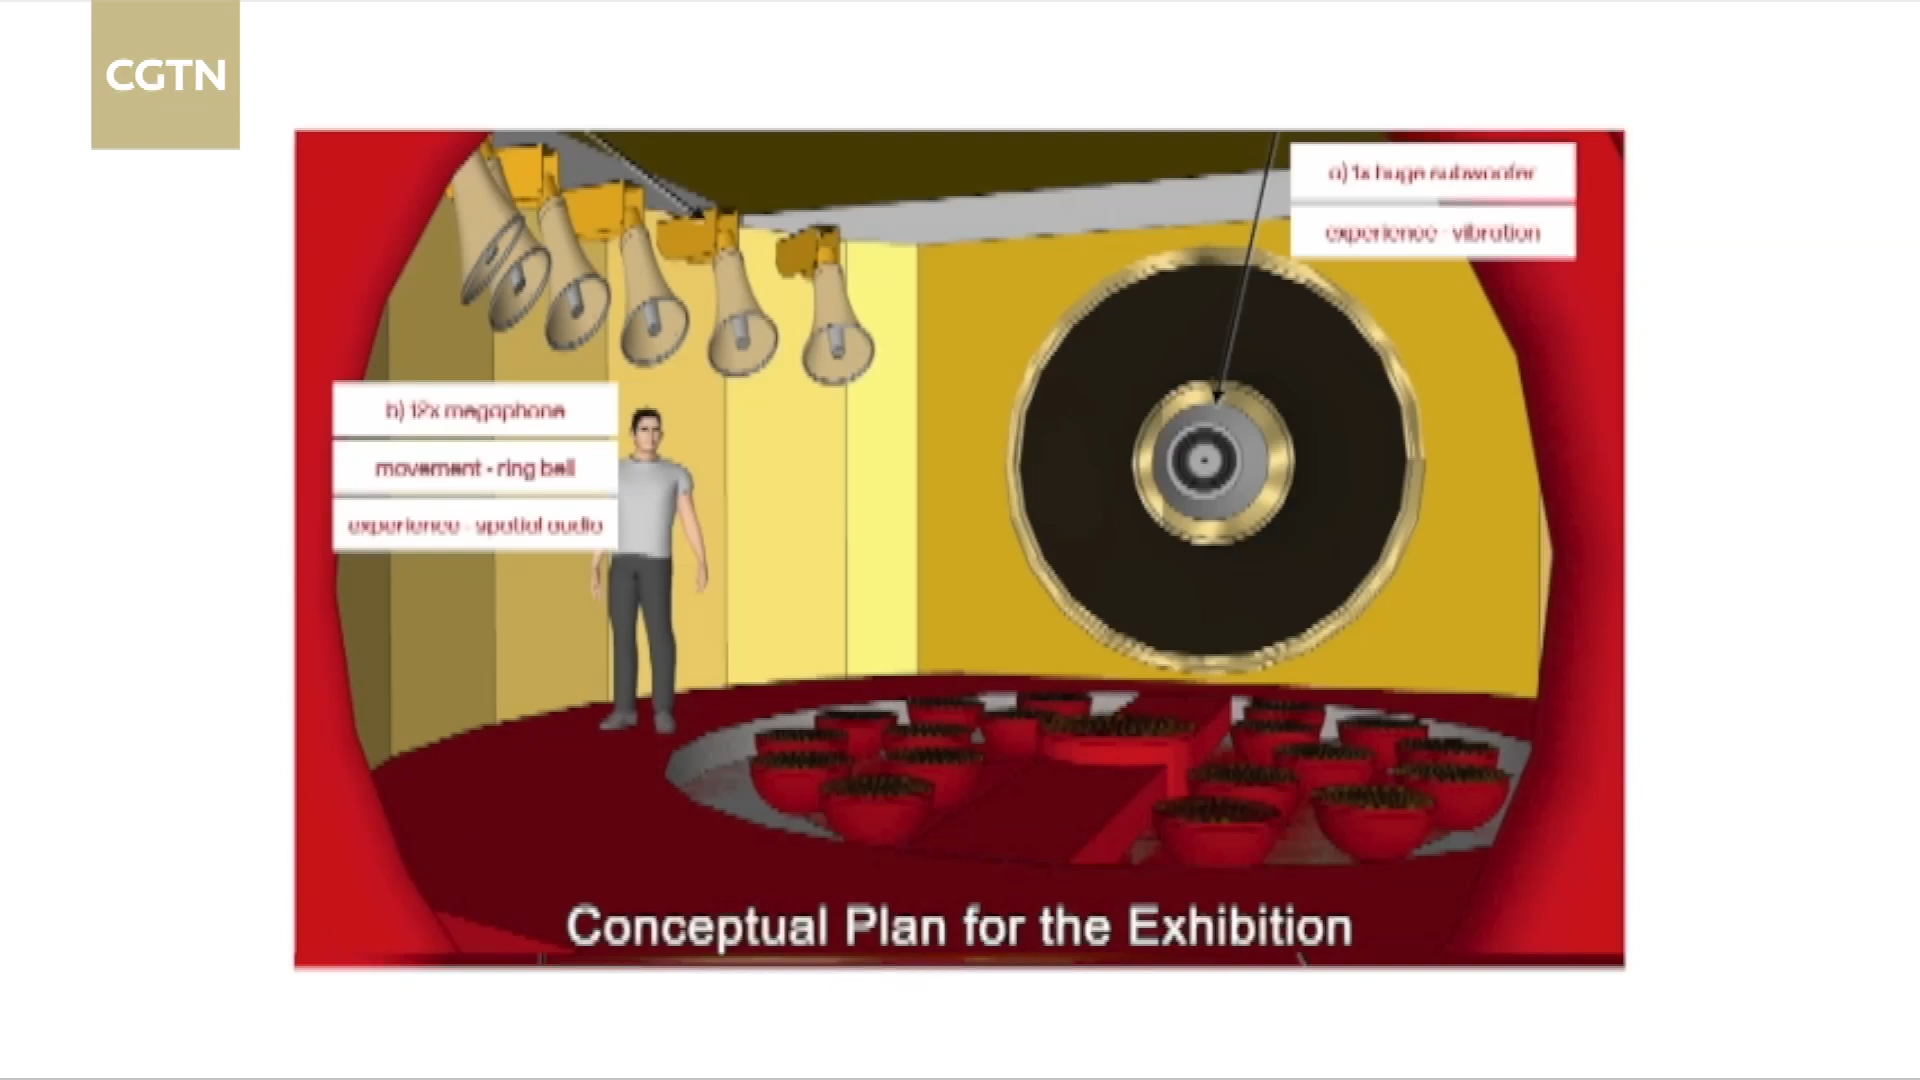 CGTN
a) 1x huge subwoofer
experience - vibration
b) 12x megaphone
movement - ring bell
experience - spatial audio
Conceptual Plan for the Exhibition